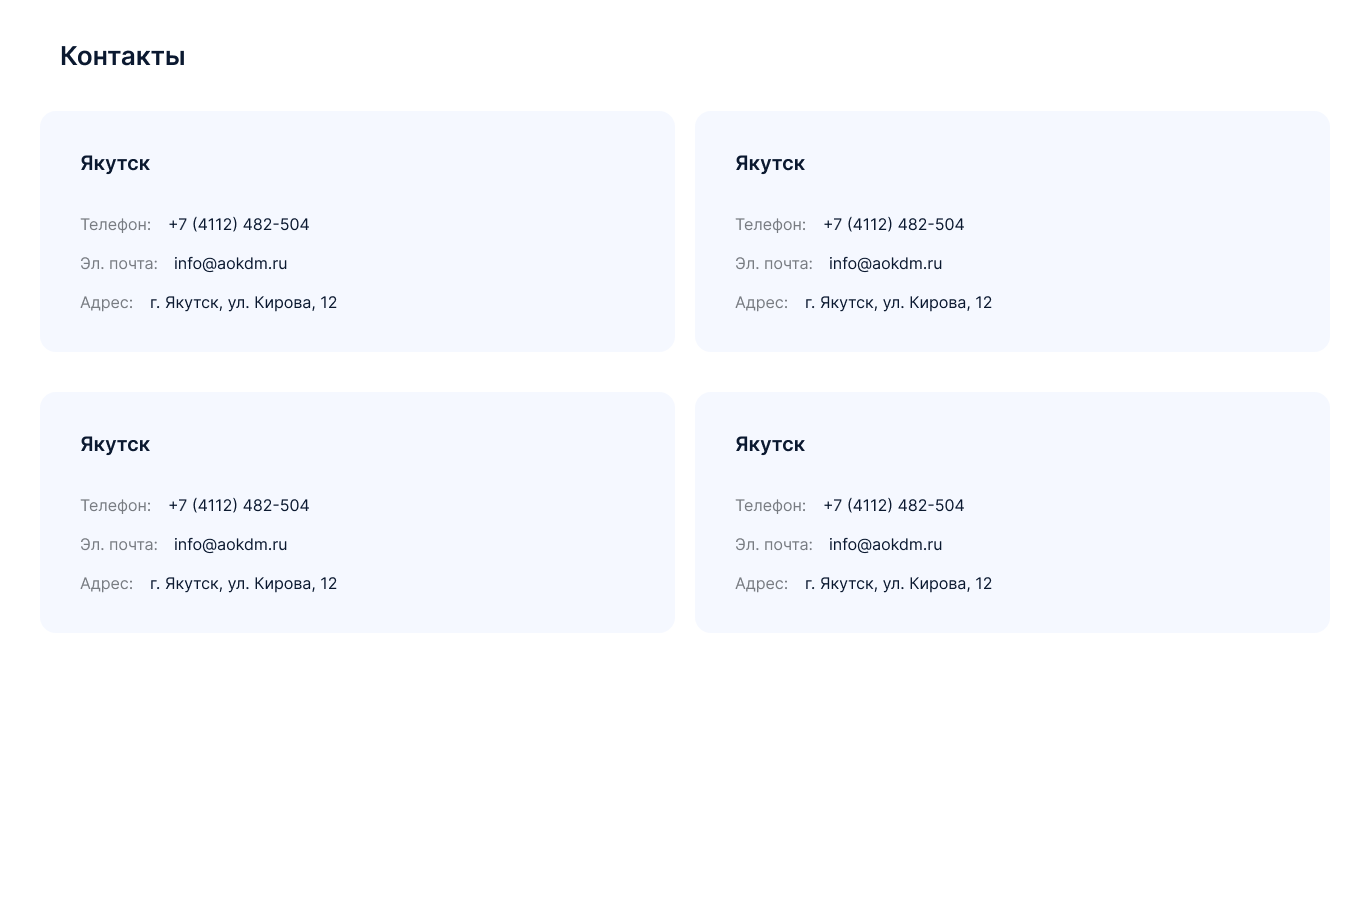 Контакты
Якутск
Телефон: +7 (4112) 482-504
Эл. почта: info@aokdm.ru
Адрес: г. Якутск, ул. Кирова, 12
Якутск
Телефон: +7 (4112) 482-504
Эл. почта: info@aokdm.ru
Адрес: г. Якутск, ул. Кирова, 12
Якутск
Телефон: +7 (4112) 482-504
Эл. почта: info@aokdm.ru
Адрес: г. Якутск, ул. Кирова, 12
Якутск
Телефон: +7 (4112) 482-504
Эл. почта: info@aokdm.ru
Адрес: г. Якутск, ул. Кирова, 12